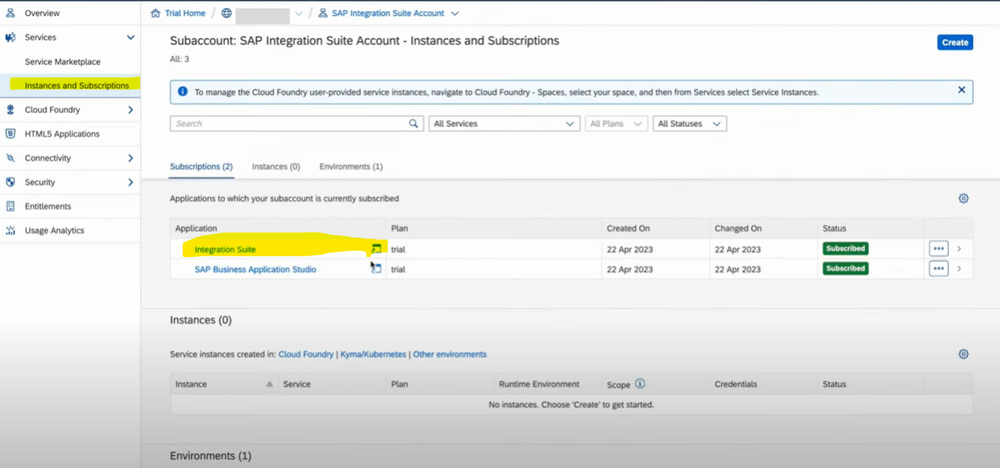 Overview
Services
Service Marketplace
Instances and Subscriptions
Cloud Foundry
HTML5 Applications
Connectivity
Security
Entitlements
Usage Analytics
Trial Home / / SAP Integration Suite Account
Subaccount: SAP Integration Suite Account - Instances and Subscriptions
Create
All: 3
To manage the Cloud Foundry user-provided service instances, navigate to Cloud Foundry - Spaces, select your space, and then from Services select Service Instances.
Search All Services All Plans All Statuses
Subscriptions (2) Instances (0) Environments (1)
Applications to which your subaccount is currently subscribed
Application Plan Created On Changed On Status
Integration Suite trial 22 Apr 2023 22 Apr 2023 Subscribed
SAP Business Application Studio trial 22 Apr 2023 22 Apr 2023 Subscribed
Instances (0)
Service instances created in: Cloud Foundry | Kyma/Kubernetes | Other environments
Instance Service Plan Runtime Environment Scope Credentials Status
No instances. Choose 'Create' to get started.
Environments (1)